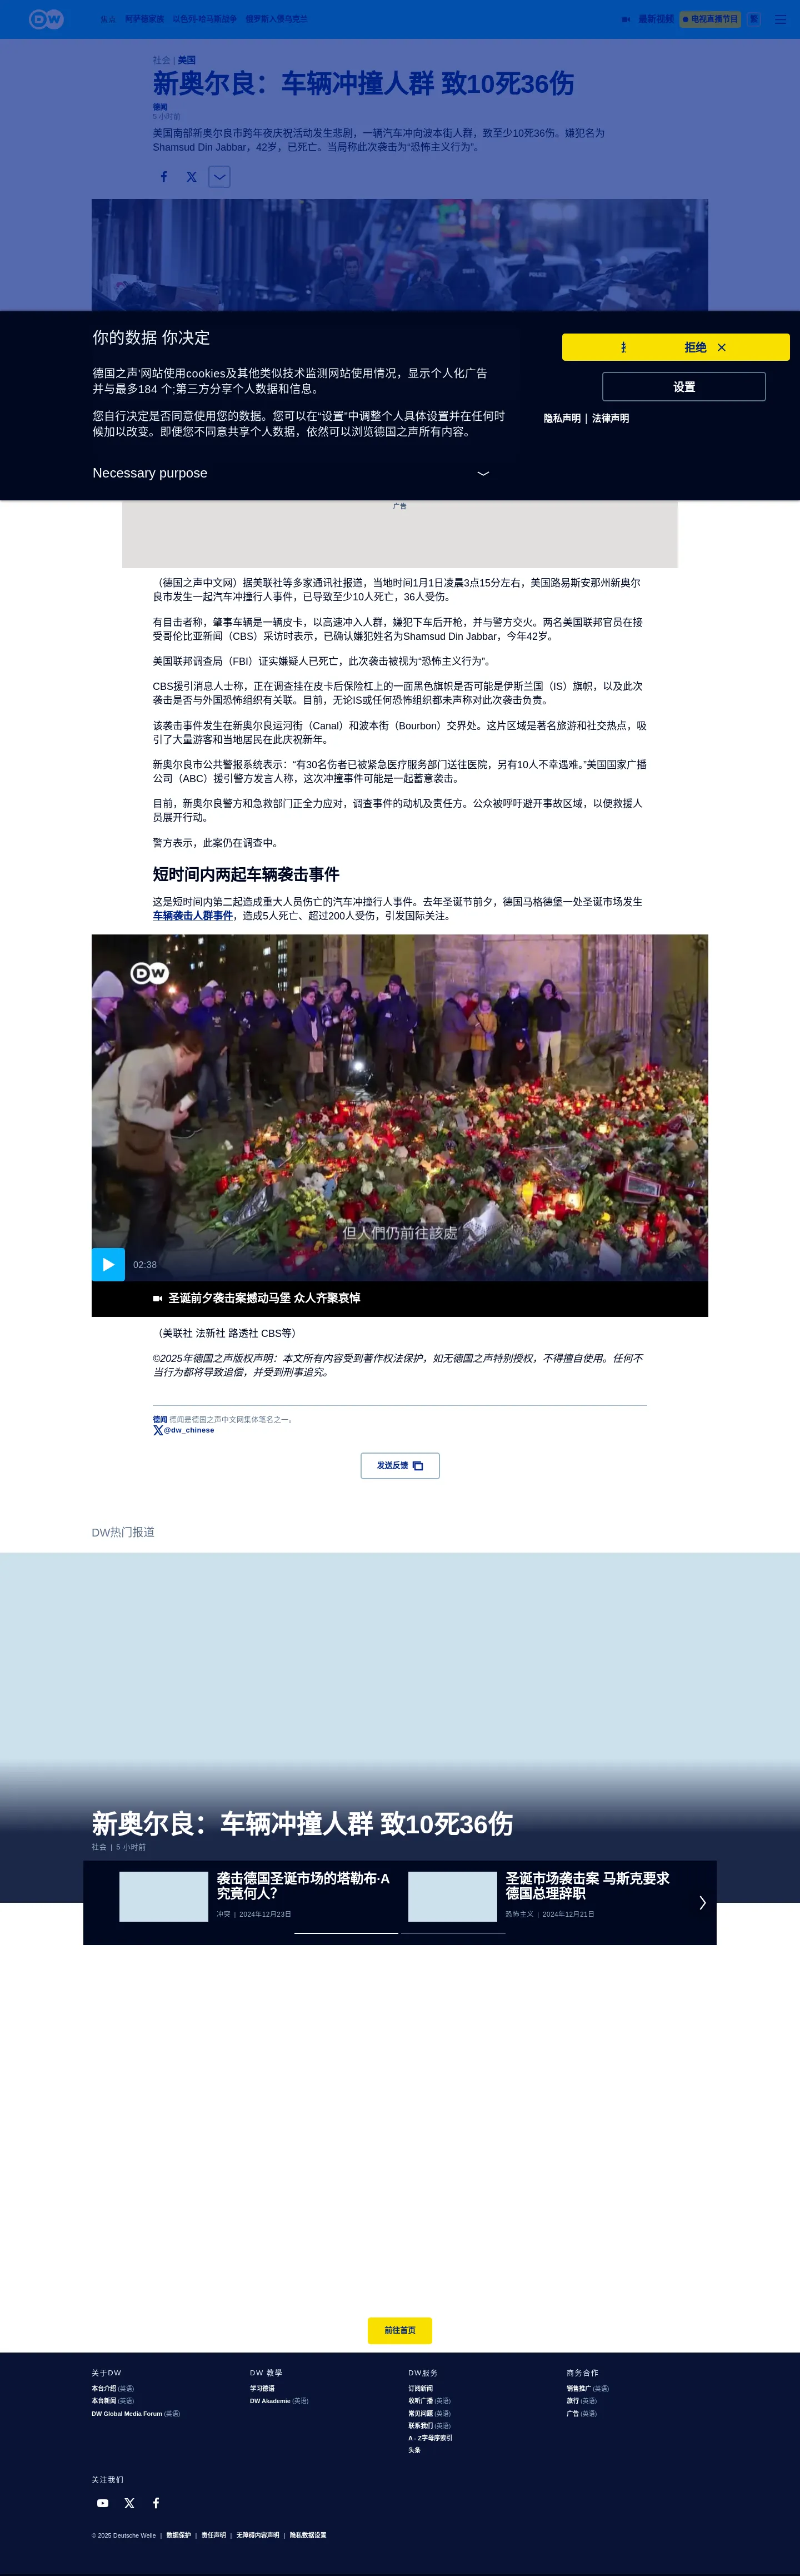 DW
焦点 阿萨德家族 以色列-哈马斯战争 俄罗斯入侵乌克兰
最新视频 电视直播节目 繁
社会 | 美国
新奥尔良：车辆冲撞人群 致10死36伤
德闻
5 小时前
美国南部新奥尔良市跨年夜庆祝活动发生悲剧，一辆汽车冲向波本街人群，致至少10死36伤。嫌犯名为
Shamsud Din Jabbar，42岁，已死亡。当局称此次袭击为“恐怖主义行为”。
POLICE
你的数据 你决定
德国之声'网站使用cookies及其他类似技术监测网站使用情况，显示个人化广告
并与最多184 个;第三方分享个人数据和信息。
您自行决定是否同意使用您的数据。您可以在“设置”中调整个人具体设置并在任何时
候加以改变。即便您不同意共享个人数据，依然可以浏览德国之声所有内容。
Necessary purpose
拒绝
设置
隐私声明 | 法律声明
广告
（德国之声中文网）据美联社等多家通讯社报道，当地时间1月1日凌晨3点15分左右，美国路易斯安那州新奥尔
良市发生一起汽车冲撞行人事件，已导致至少10人死亡，36人受伤。
有目击者称，肇事车辆是一辆皮卡，以高速冲入人群，嫌犯下车后开枪，并与警方交火。两名美国联邦官员在接
受哥伦比亚新闻（CBS）采访时表示，已确认嫌犯姓名为Shamsud Din Jabbar，今年42岁。
美国联邦调查局（FBI）证实嫌疑人已死亡，此次袭击被视为“恐怖主义行为”。
CBS援引消息人士称，正在调查挂在皮卡后保险杠上的一面黑色旗帜是否可能是伊斯兰国（IS）旗帜，以及此次
袭击是否与外国恐怖组织有关联。目前，无论IS或任何恐怖组织都未声称对此次袭击负责。
该袭击事件发生在新奥尔良运河街（Canal）和波本街（Bourbon）交界处。这片区域是著名旅游和社交热点，吸
引了大量游客和当地居民在此庆祝新年。
新奥尔良市公共警报系统表示：“有30名伤者已被紧急医疗服务部门送往医院，另有10人不幸遇难。”美国国家广播
公司（ABC）援引警方发言人称，这次冲撞事件可能是一起蓄意袭击。
目前，新奥尔良警方和急救部门正全力应对，调查事件的动机及责任方。公众被呼吁避开事故区域，以便救援人
员展开行动。
警方表示，此案仍在调查中。
短时间内两起车辆袭击事件
这是短时间内第二起造成重大人员伤亡的汽车冲撞行人事件。去年圣诞节前夕，德国马格德堡一处圣诞市场发生
车辆袭击人群事件，造成5人死亡、超过200人受伤，引发国际关注。
DW
但人們仍前往該處
02:38
圣诞前夕袭击案撼动马堡 众人齐聚哀悼
（美联社 法新社 路透社 CBS等）
©2025年德国之声版权声明：本文所有内容受到著作权法保护，如无德国之声特别授权，不得擅自使用。任何不
当行为都将导致追偿，并受到刑事追究。
德闻 德闻是德国之声中文网集体笔名之一。
@dw_chinese
发送反馈
DW热门报道
新奥尔良：车辆冲撞人群 致10死36伤
社会 | 5 小时前
袭击德国圣诞市场的塔勒布·A
究竟何人？
冲突 | 2024年12月23日
圣诞市场袭击案 马斯克要求
德国总理辞职
恐怖主义 | 2024年12月21日
前往首页
关于DW
本台介绍 (英语)
本台新闻 (英语)
DW Global Media Forum (英语)
DW 教學
学习德语
DW Akademie (英语)
DW服务
订阅新闻
收听广播 (英语)
常见问题 (英语)
联系我们 (英语)
A - Z字母序索引
头条
商务合作
销售推广 (英语)
旅行 (英语)
广告 (英语)
关注我们
© 2025 Deutsche Welle | 数据保护 | 责任声明 | 无障碍内容声明 | 隐私数据设置